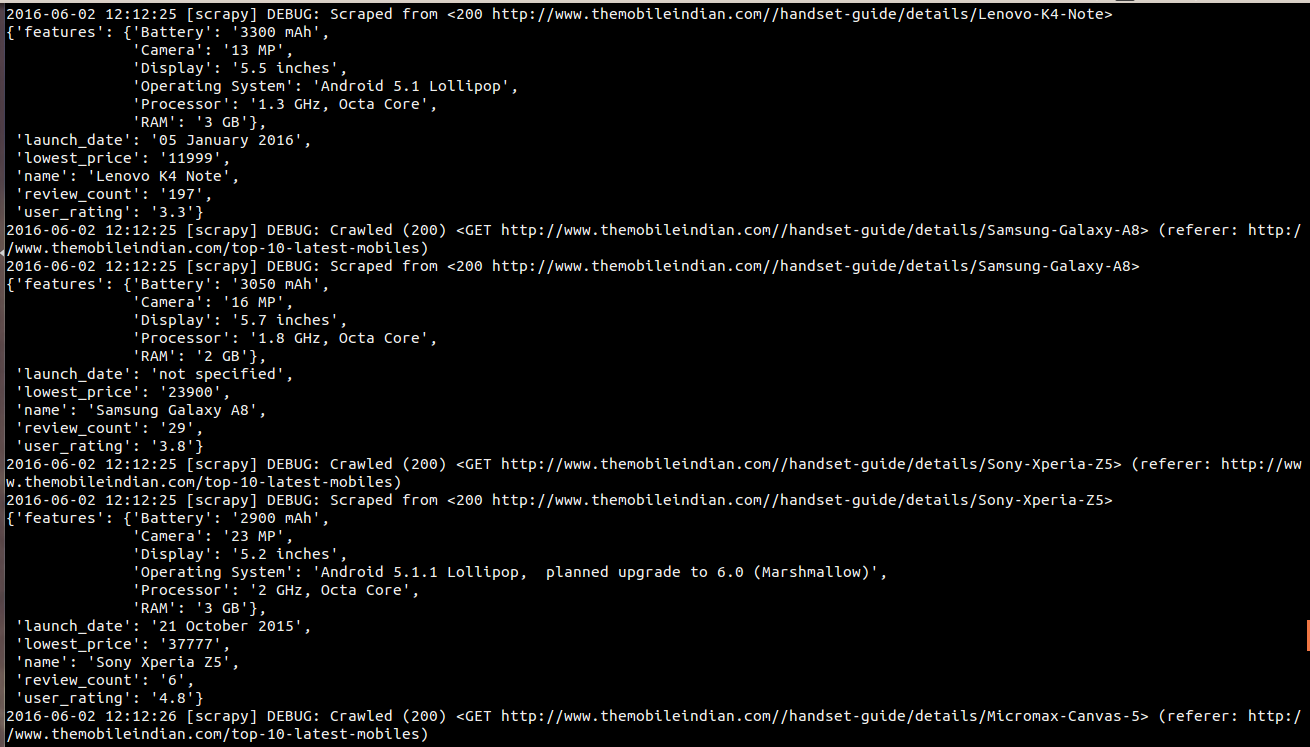 2016-06-02 12:12:25 [scrapy] DEBUG: Scraped from <200 http://www.themobileindian.com//handset-guide/details/Lenovo-K4-Note>
{'features': {'Battery': '3300 mAh',
              'Camera': '13 MP',
              'Display': '5.5 inches',
              'Operating System': 'Android 5.1 Lollipop',
              'Processor': '1.3 GHz, Octa Core',
              'RAM': '3 GB'},
 'launch_date': '05 January 2016',
 'lowest_price': '11999',
 'name': 'Lenovo K4 Note',
 'review_count': '197',
 'user_rating': '3.3'}
2016-06-02 12:12:25 [scrapy] DEBUG: Crawled (200) <GET http://www.themobileindian.com//handset-guide/details/Samsung-Galaxy-A8> (referer: http:/
/www.themobileindian.com/top-10-latest-mobiles)
2016-06-02 12:12:25 [scrapy] DEBUG: Scraped from <200 http://www.themobileindian.com//handset-guide/details/Samsung-Galaxy-A8>
{'features': {'Battery': '3050 mAh',
              'Camera': '16 MP',
              'Display': '5.7 inches',
              'Processor': '1.8 GHz, Octa Core',
              'RAM': '2 GB'},
 'launch_date': 'not specified',
 'lowest_price': '23900',
 'name': 'Samsung Galaxy A8',
 'review_count': '29',
 'user_rating': '3.8'}
2016-06-02 12:12:25 [scrapy] DEBUG: Crawled (200) <GET http://www.themobileindian.com//handset-guide/details/Sony-Xperia-Z5> (referer: http://ww
w.themobileindian.com/top-10-latest-mobiles)
2016-06-02 12:12:25 [scrapy] DEBUG: Scraped from <200 http://www.themobileindian.com//handset-guide/details/Sony-Xperia-Z5>
{'features': {'Battery': '2900 mAh',
              'Camera': '23 MP',
              'Display': '5.2 inches',
              'Operating System': 'Android 5.1.1 Lollipop,  planned upgrade to 6.0 (Marshmallow)',
              'Processor': '2 GHz, Octa Core',
              'RAM': '3 GB'},
 'launch_date': '21 October 2015',
 'lowest_price': '37777',
 'name': 'Sony Xperia Z5',
 'review_count': '6',
 'user_rating': '4.8'}
2016-06-02 12:12:26 [scrapy] DEBUG: Crawled (200) <GET http://www.themobileindian.com//handset-guide/details/Micromax-Canvas-5> (referer: http:/
/www.themobileindian.com/top-10-latest-mobiles)